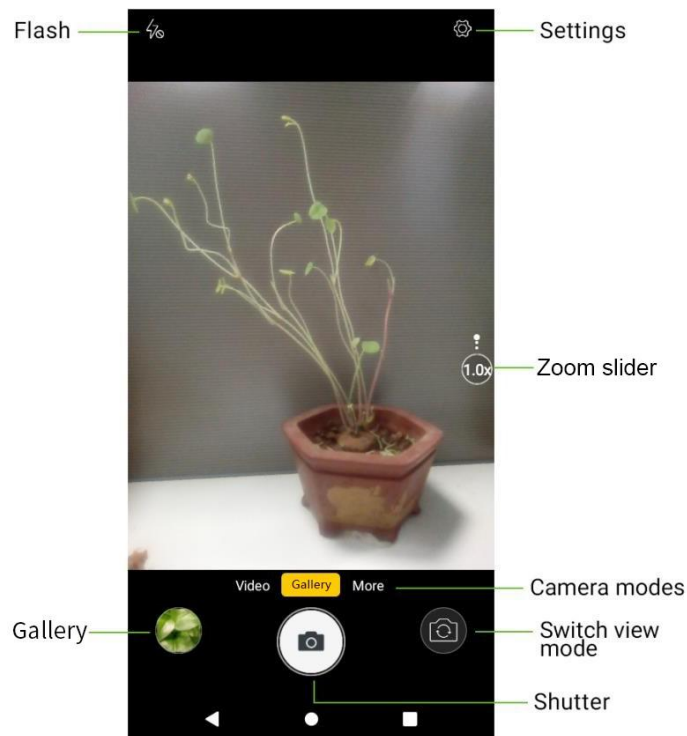 Flash
Settings
1.0x
Zoom slider
Video Gallery More
Camera modes
Gallery
Switch view
mode
Shutter